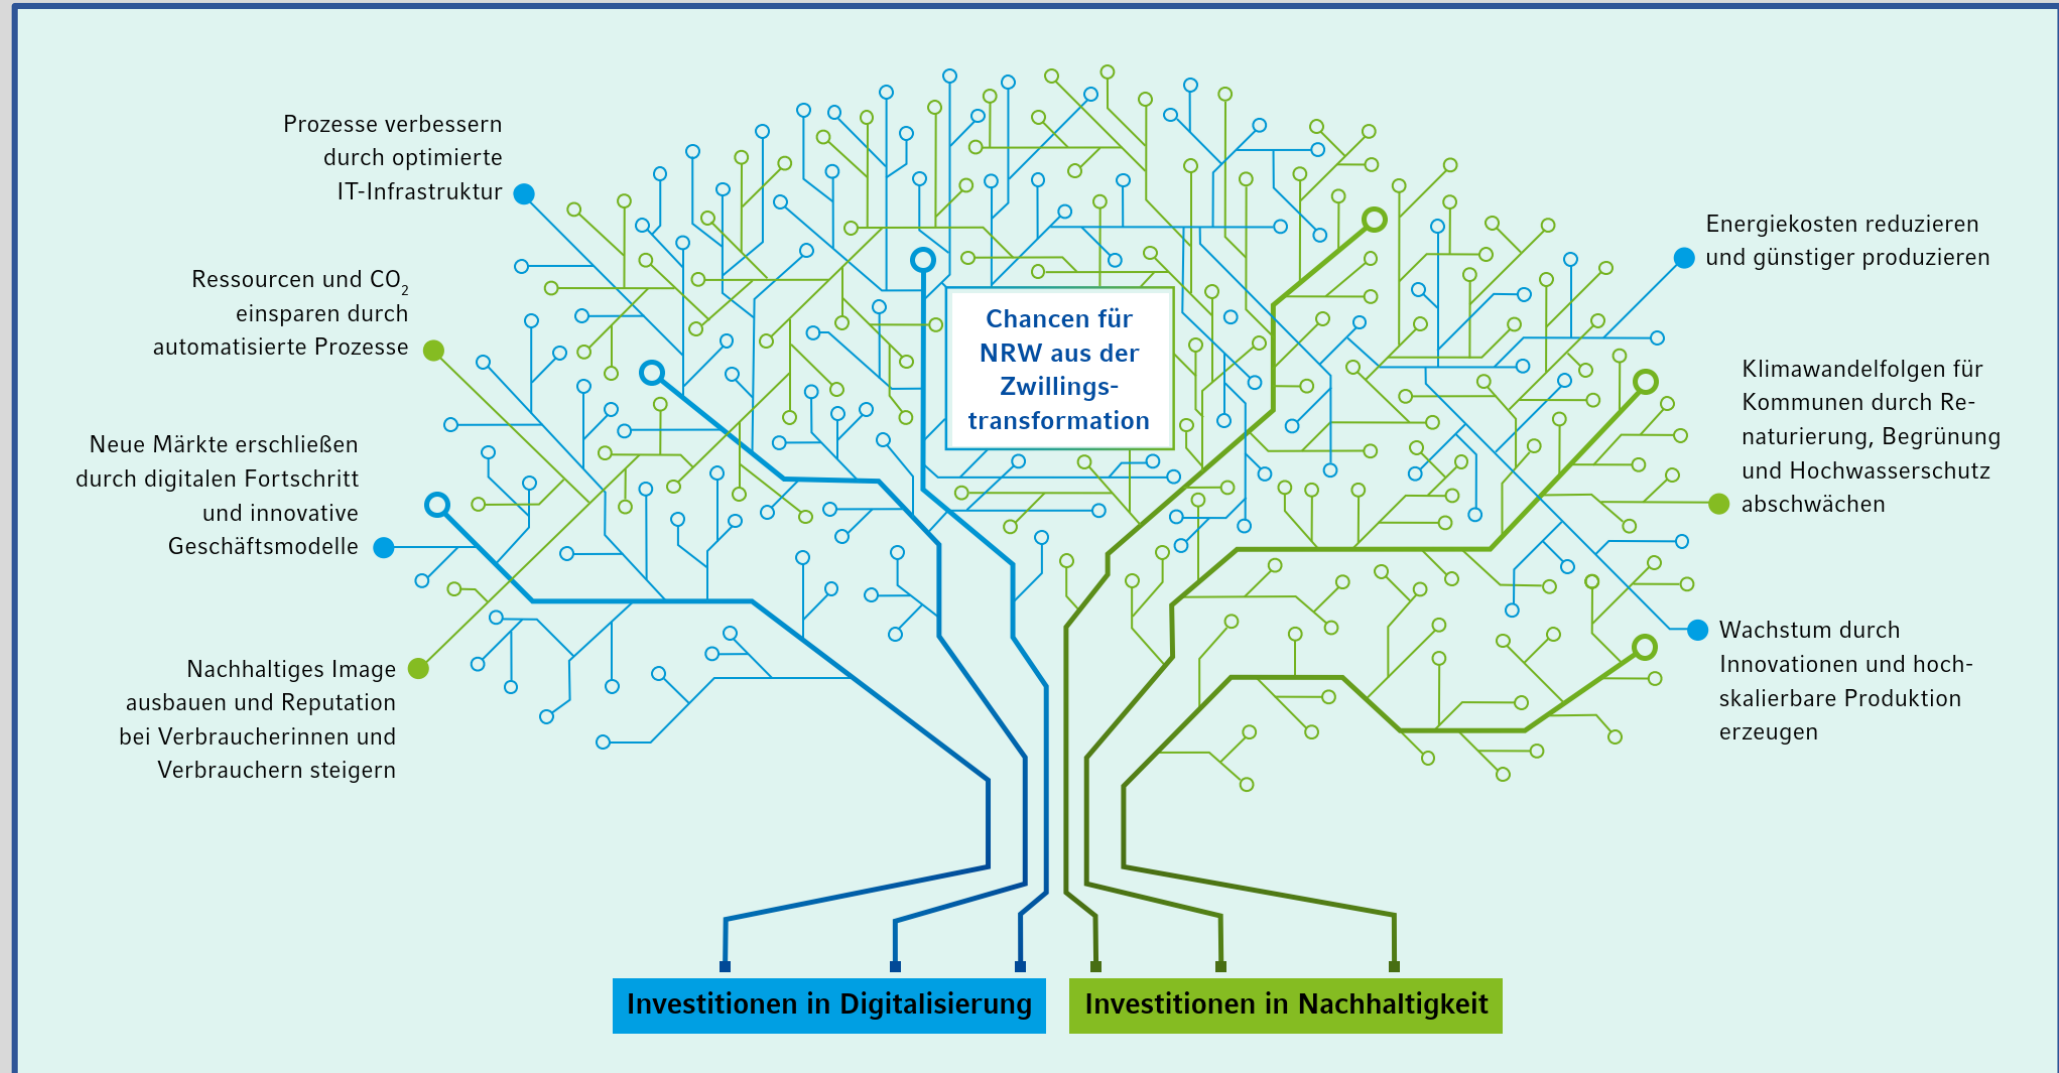 Prozesse verbessern
durch optimierte
IT-Infrastruktur
Ressourcen und CO₂
einsparen durch
automatisierte Prozesse
Neue Märkte erschließen
durch digitalen Fortschritt
und innovative
Geschäftsmodelle
Nachhaltiges Image
ausbauen und Reputation
bei Verbraucherinnen und
Verbrauchern steigern
Chancen für
NRW aus der
Zwillings-
transformation
Energiekosten reduzieren
und günstiger produzieren
Klimawandelfolgen für
Kommunen durch Re-
naturierung, Begrünung
und Hochwasserschutz
abschwächen
Wachstum durch
Innovationen und hoch-
skalierbare Produktion
erzeugen
Investitionen in Digitalisierung
Investitionen in Nachhaltigkeit